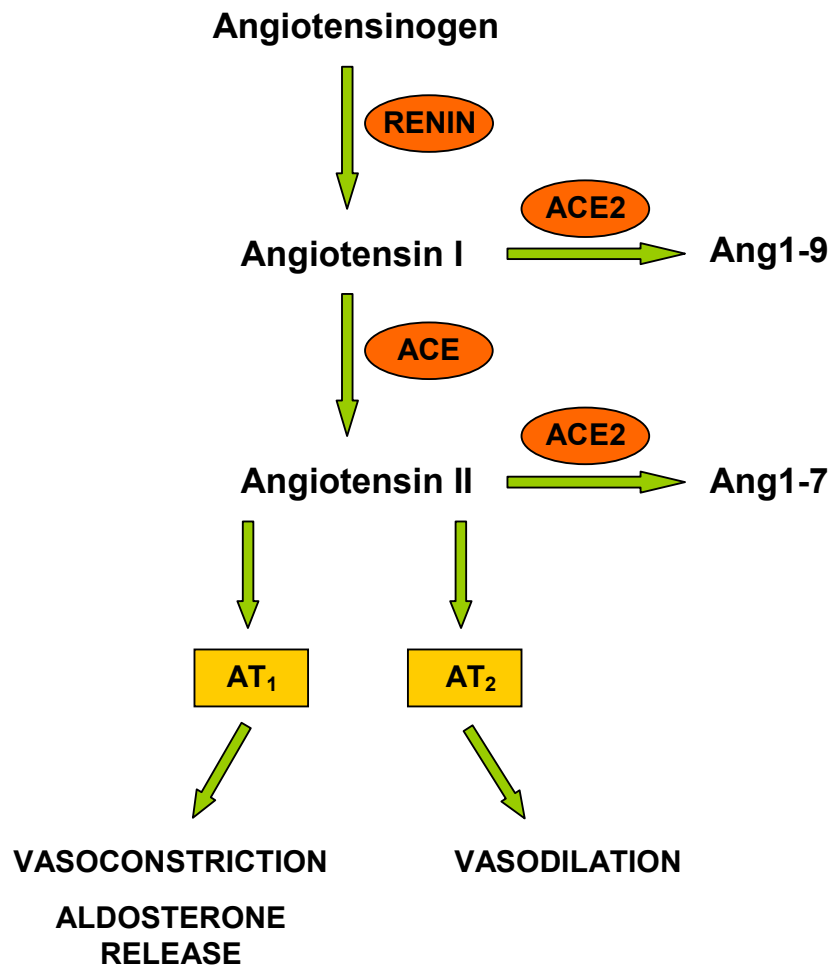 Angiotensinogen
RENIN
ACE2
Angiotensin I
Ang1-9
ACE
ACE2
Angiotensin II
Ang1-7
AT₁
AT₂
VASOCONSTRICTION
VASODILATION
ALDOSTERONE
RELEASE